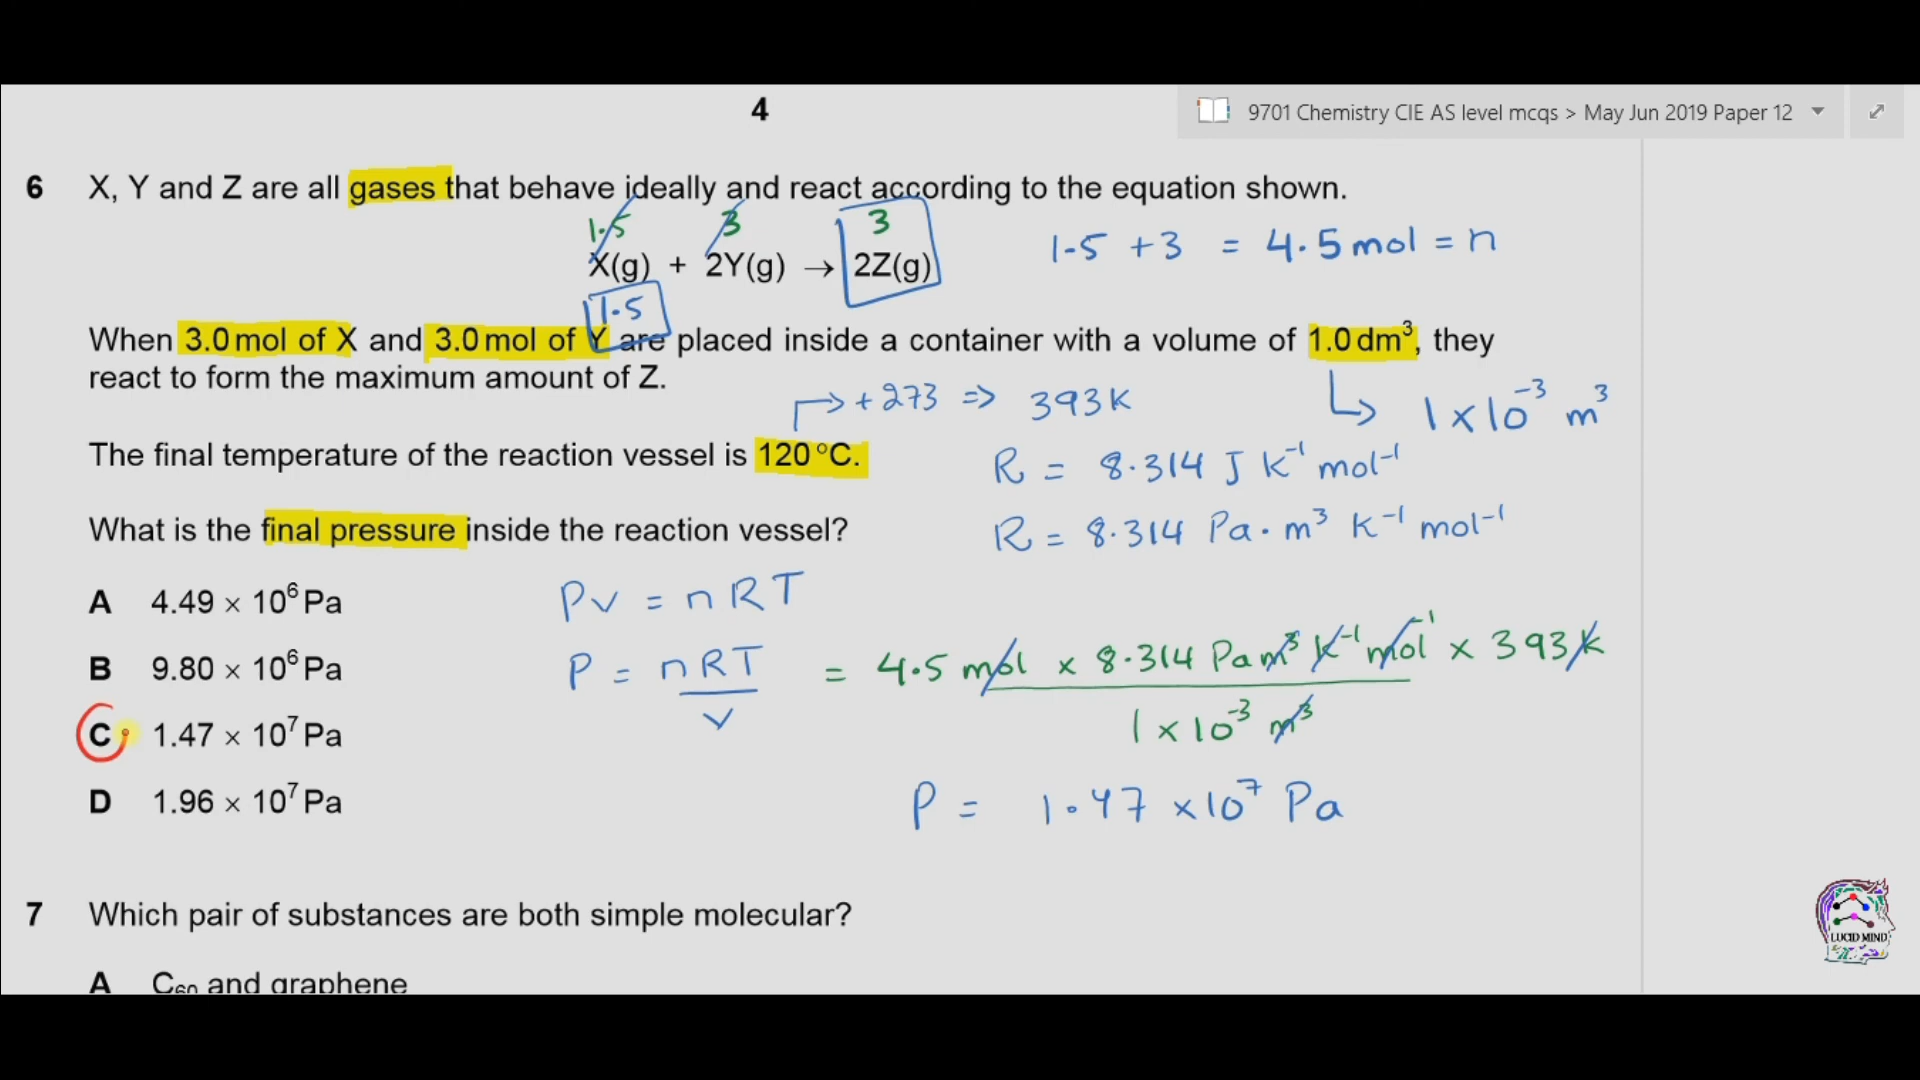 4
9701 Chemistry CIE AS level mcqs > May Jun 2019 Paper 12
6 X, Y and Z are all gases that behave ideally and react according to the equation shown.
1.5 3 3
X(g) + 2Y(g) → 2Z(g)
1.5 + 3 = 4.5 mol = n
1.5
When 3.0 mol of X and 3.0 mol of Y are placed inside a container with a volume of 1.0 dm³, they
react to form the maximum amount of Z.
+ 273 => 393K
1 x 10⁻³ m³
The final temperature of the reaction vessel is 120 °C.
R = 8.314 J K⁻¹ mol⁻¹
What is the final pressure inside the reaction vessel?
R = 8.314 Pa · m³ K⁻¹ mol⁻¹
A 4.49 × 10⁶ Pa
PV = nRT
B 9.80 × 10⁶ Pa
P = nRT / V = 4.5 mol x 8.314 Pa m³ K⁻¹ mol⁻¹ x 393 K
1 x 10⁻³ m³
C 1.47 × 10⁷ Pa
D 1.96 × 10⁷ Pa
P = 1.47 x 10⁷ Pa
7 Which pair of substances are both simple molecular?
A C₆₀ and graphene
LUCID MIND